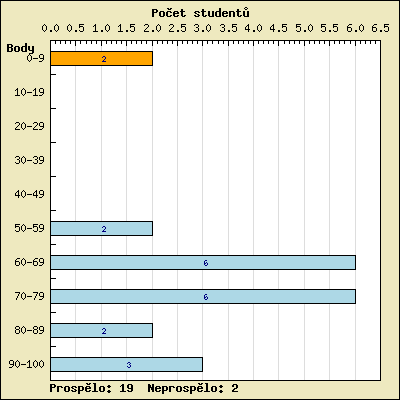 Počet studentů
0.0 0.5 1.0 1.5 2.0 2.5 3.0 3.5 4.0 4.5 5.0 5.5 6.0 6.5
Body
0-9 2
10-19
20-29
30-39
40-49
50-59 2
60-69 6
70-79 6
80-89 2
90-100 3
Prospělo: 19 Neprospělo: 2